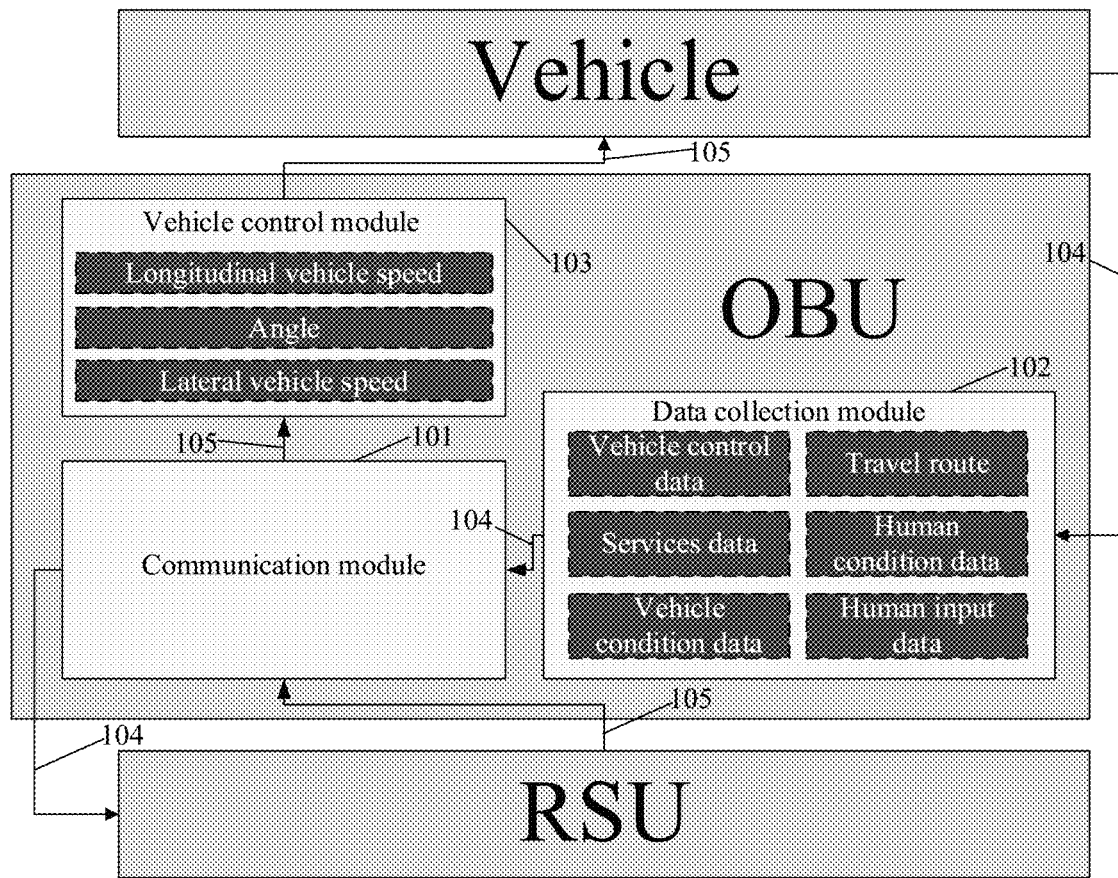 Vehicle
105
Vehicle control module
103
Longitudinal vehicle speed
Angle
Lateral vehicle speed
104
OBU
102
Data collection module
Vehicle control
data
Travel route
Services data
Human
condition data
Vehicle
condition data
Human input
data
105
101
Communication module
104
105
104
RSU